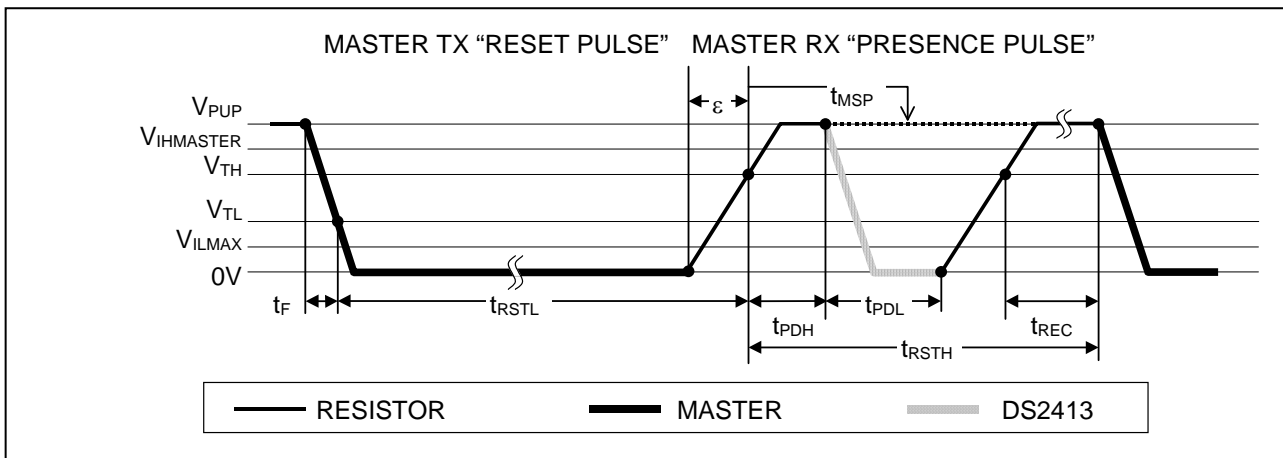 MASTER TX “RESET PULSE” MASTER RX “PRESENCE PULSE”
ε
tMSP
VPUP
VIHMASTER
VTH
VTL
VILMAX
0V
tF
tRSTL
tPDH
tPDL
tREC
tRSTH
RESISTOR MASTER DS2413